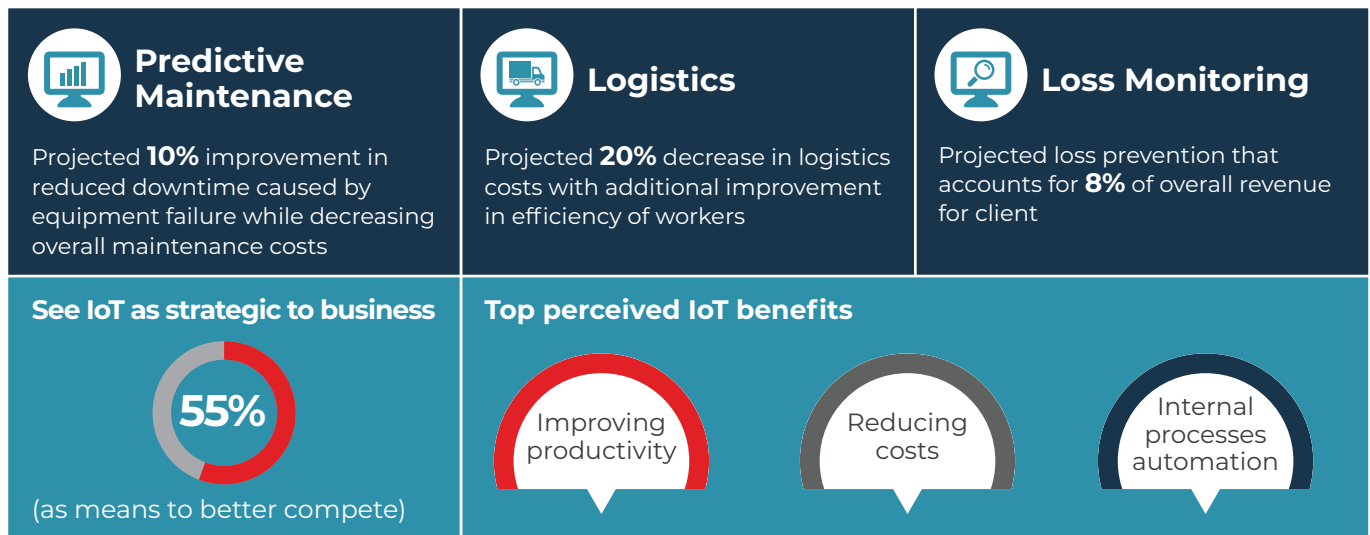 Predictive
Maintenance
Projected 10% improvement in
reduced downtime caused by
equipment failure while decreasing
overall maintenance costs
Logistics
Projected 20% decrease in logistics
costs with additional improvement
in efficiency of workers
Loss Monitoring
Projected loss prevention that
accounts for 8% of overall revenue
for client
See IoT as strategic to business
55%
(as means to better compete)
Top perceived IoT benefits
Improving
productivity
Reducing
costs
Internal
processes
automation